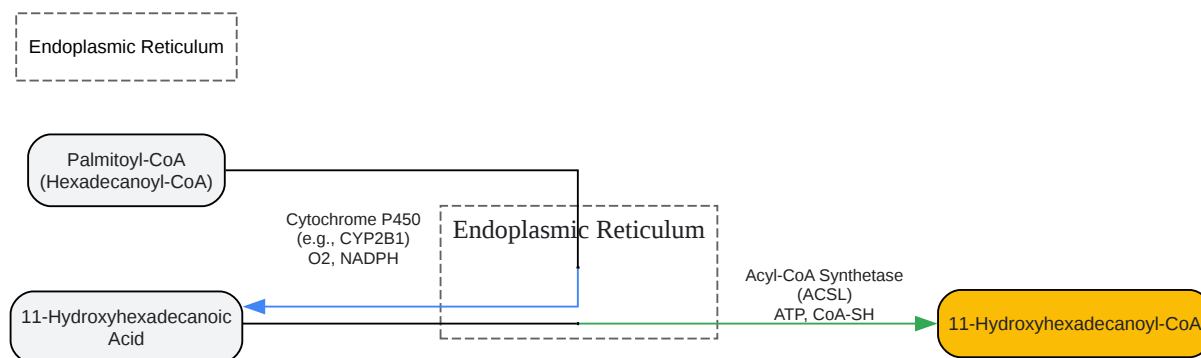 Endoplasmic Reticulum
Palmitoyl-CoA
(Hexadecanoyl-CoA)
Cytochrome P450
(e.g., CYP2B1)
O2, NADPH
Endoplasmic Reticulum
Acyl-CoA Synthetase
(ACSL)
ATP, CoA-SH
11-Hydroxyhexadecanoic
Acid
11-Hydroxyhexadecanoyl-CoA